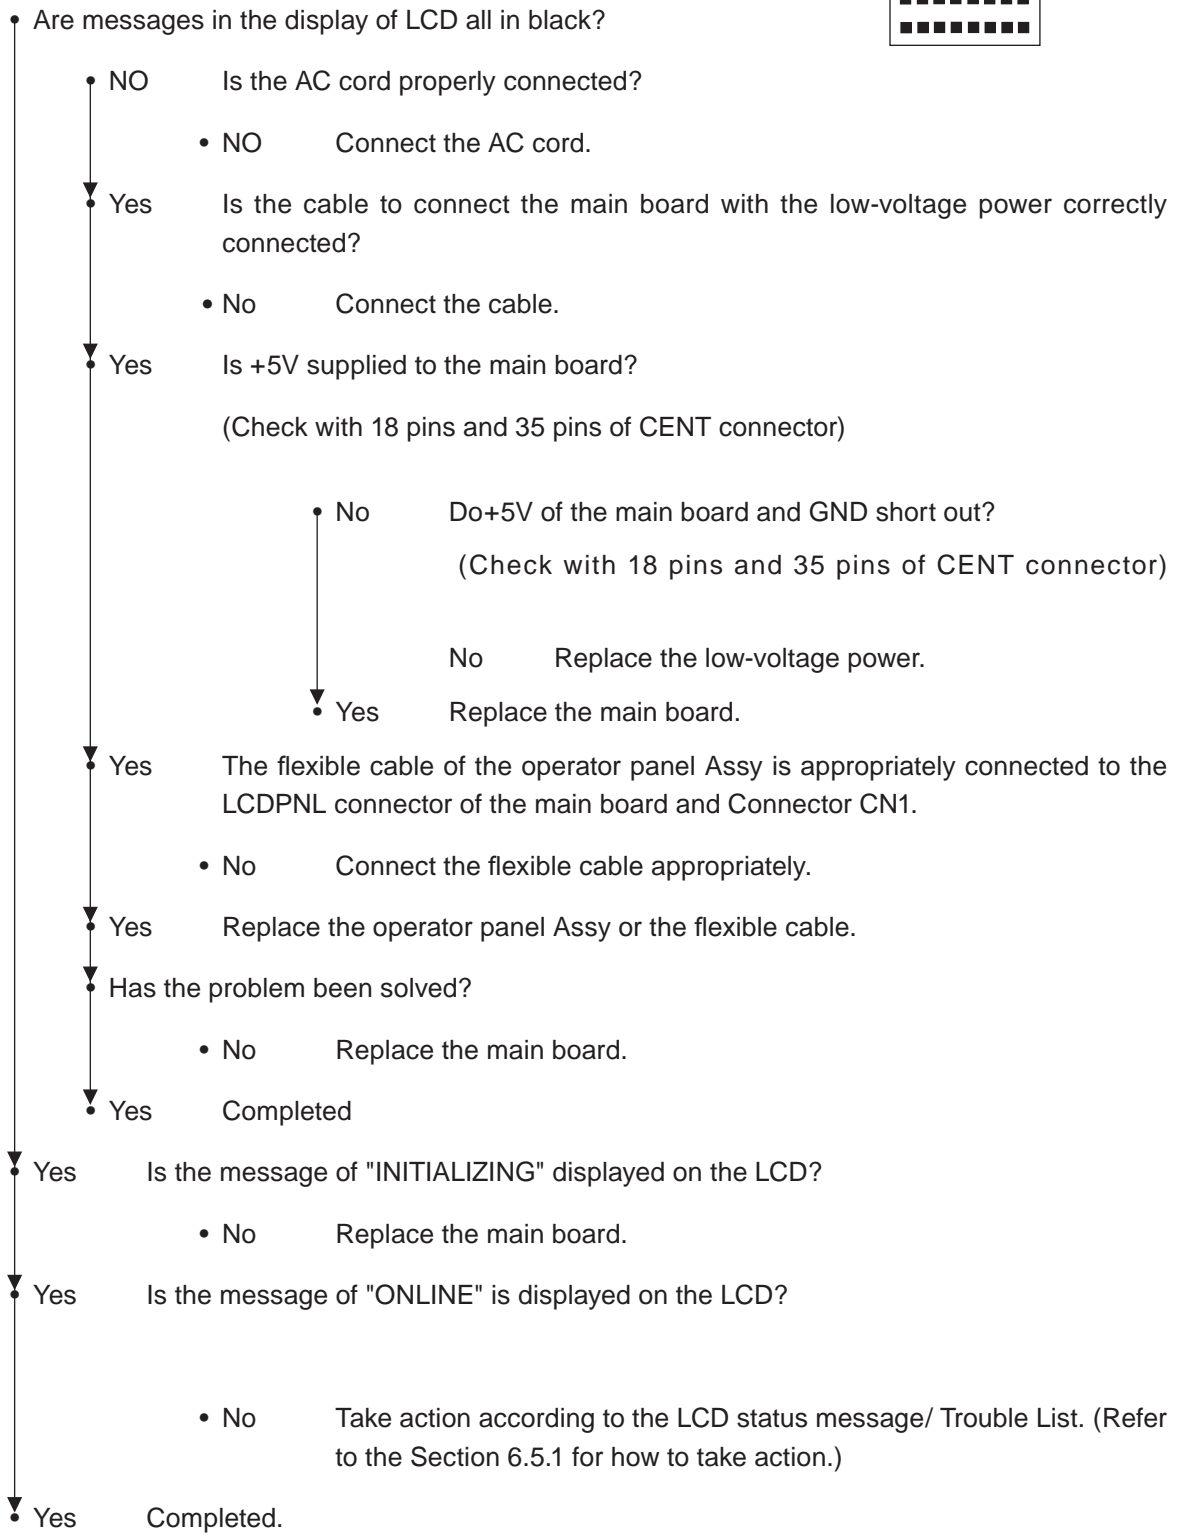 • Are messages in the display of LCD all in black?
• NO Is the AC cord properly connected?
• NO Connect the AC cord.
• Yes Is the cable to connect the main board with the low-voltage power correctly
connected?
• No Connect the cable.
• Yes Is +5V supplied to the main board?
(Check with 18 pins and 35 pins of CENT connector)
• No Do+5V of the main board and GND short out?
(Check with 18 pins and 35 pins of CENT connector)
No Replace the low-voltage power.
• Yes Replace the main board.
• Yes The flexible cable of the operator panel Assy is appropriately connected to the
LCDPNL connector of the main board and Connector CN1.
• No Connect the flexible cable appropriately.
• Yes Replace the operator panel Assy or the flexible cable.
• Has the problem been solved?
• No Replace the main board.
• Yes Completed
• Yes Is the message of "INITIALIZING" displayed on the LCD?
• No Replace the main board.
• Yes Is the message of "ONLINE" is displayed on the LCD?
• No Take action according to the LCD status message/ Trouble List. (Refer
to the Section 6.5.1 for how to take action.)
• Yes Completed.